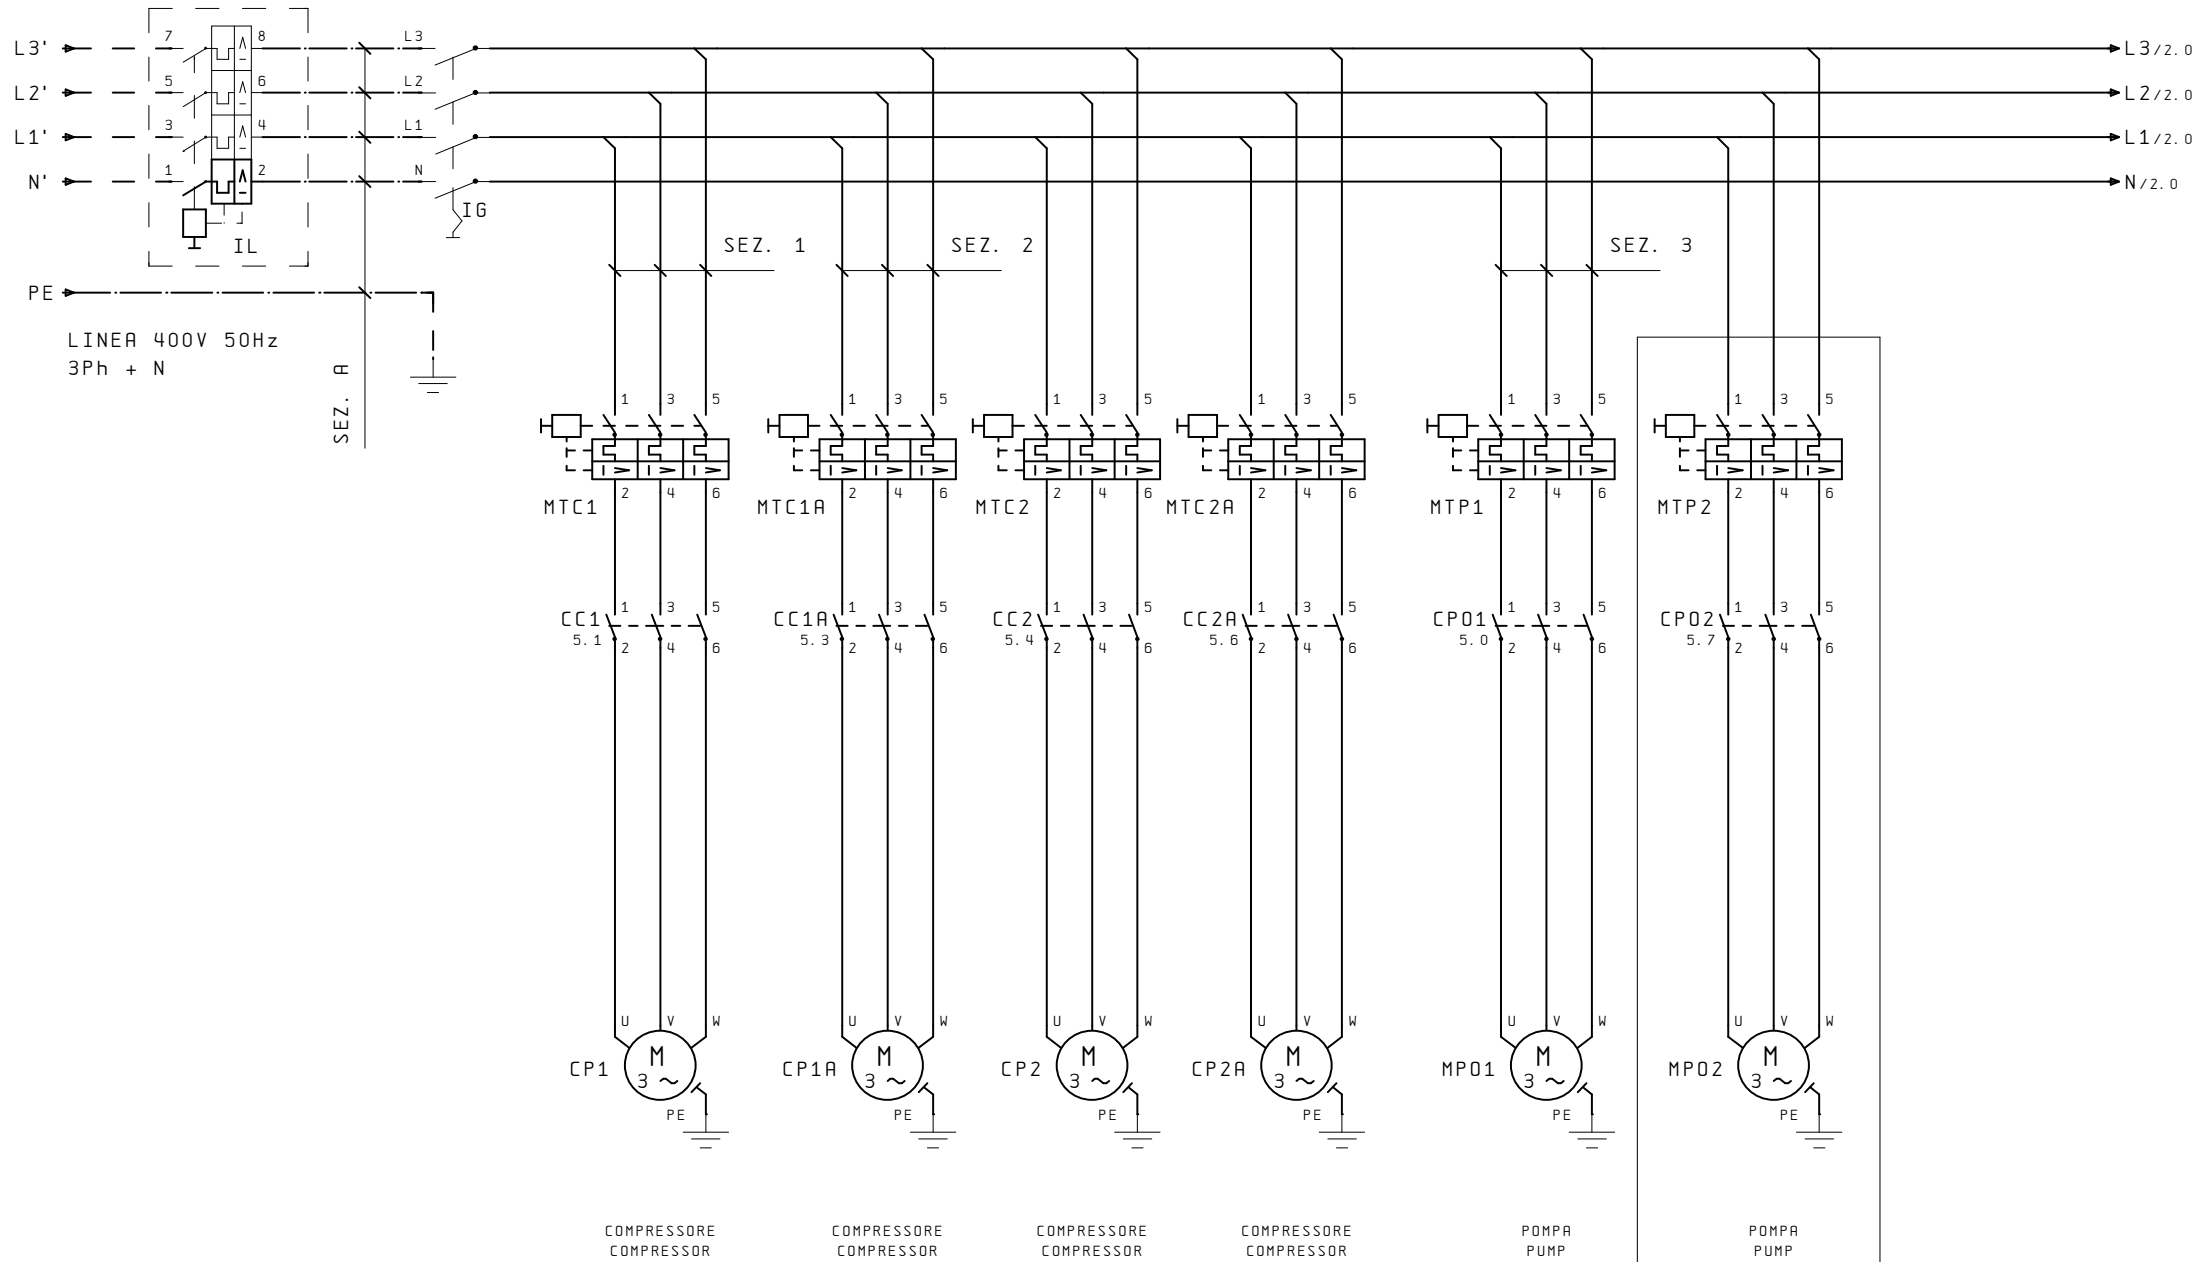 7 8 L3
L3' L3/2.0
5 6 L2
L2' L2/2.0
3 4 L1
L1' L1/2.0
1 2 N
N' N/2.0
IG
IL
SEZ. 1 SEZ. 2 SEZ. 3
PE
LINEA 400V 50Hz
3Ph + N
SEZ. A
1 3 5 1 3 5 1 3 5 1 3 5 1 3 5 1 3 5
2 4 6 2 4 6 2 4 6 2 4 6 2 4 6 2 4 6
MTC1 MTC1A MTC2 MTC2A MTP1 MTP2
1 3 5 1 3 5 1 3 5 1 3 5 1 3 5 1 3 5
CC1 CC1A CC2 CC2A CPO1 CPO2
5.1 5.3 5.4 5.6 5.0 5.7
2 4 6 2 4 6 2 4 6 2 4 6 2 4 6 2 4 6
U V W U V W U V W U V W U V W U V W
M M M M M M
CP1 CP1A CP2 CP2A MPO1 MPO2
3 ~ 3 ~ 3 ~ 3 ~ 3 ~ 3 ~
PE PE PE PE PE PE
COMPRESSORE COMPRESSORE COMPRESSORE COMPRESSORE POMPA POMPA
COMPRESSOR COMPRESSOR COMPRESSOR COMPRESSOR PUMP PUMP